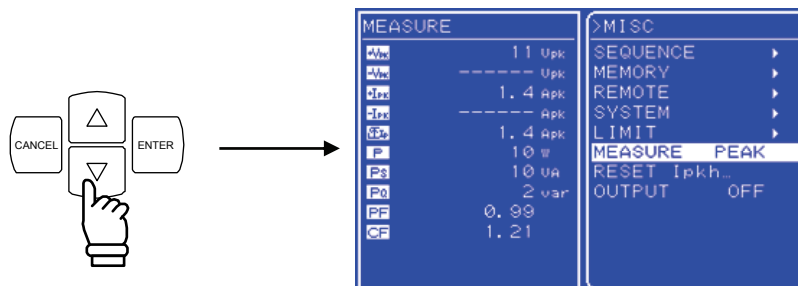 CANCEL
△
▽
ENTER
MEASURE
+Vpk 11 Vpk
-Vpk ------ Vpk
+Ipk 1.4 Apk
-Ipk ------ Apk
1.4 Apk
P 10 W
PS 10 VA
PQ 2 var
PF 0.99
CF 1.21
>MISC
SEQUENCE ▶
MEMORY ▶
REMOTE ▶
SYSTEM ▶
LIMIT ▶
MEASURE PEAK
RESET Ipkh…
OUTPUT OFF